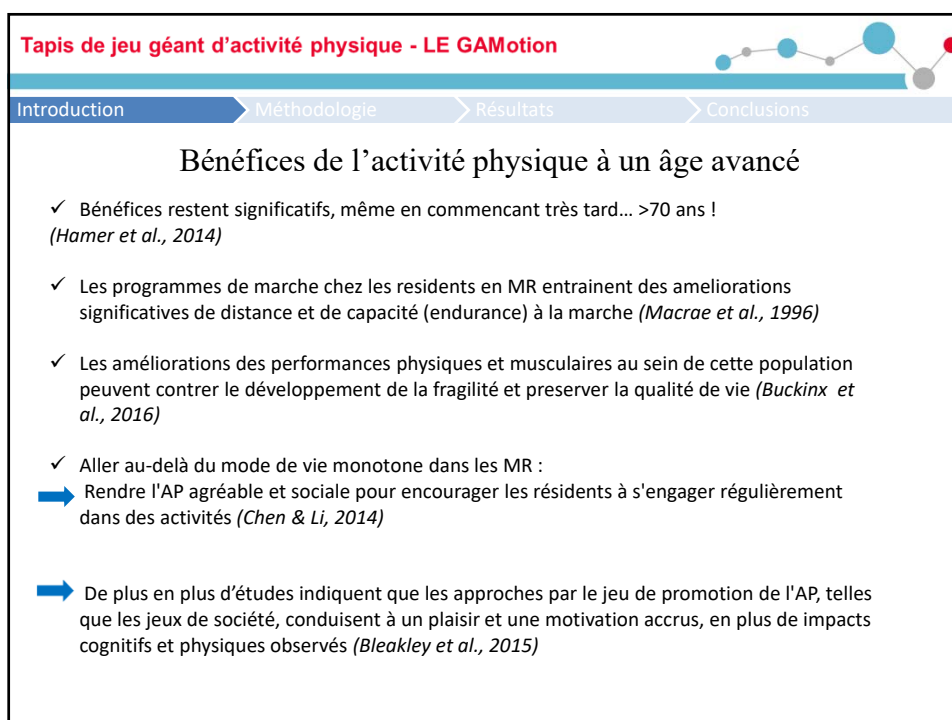 Tapis de jeu géant d’activité physique - LE GAMotion
Introduction
Méthodologie
Résultats
Conclusions
Bénéfices de l’activité physique à un âge avancé
✓ Bénéfices restent significatifs, même en commencant très tard… >70 ans !
(Hamer et al., 2014)
✓ Les programmes de marche chez les residents en MR entrainent des ameliorations
significatives de distance et de capacité (endurance) à la marche (Macrae et al., 1996)
✓ Les améliorations des performances physiques et musculaires au sein de cette population
peuvent contrer le développement de la fragilité et preserver la qualité de vie (Buckinx et
al., 2016)
✓ Aller au-delà du mode de vie monotone dans les MR :
Rendre l'AP agréable et sociale pour encourager les résidents à s'engager régulièrement
dans des activités (Chen & Li, 2014)
De plus en plus d’études indiquent que les approches par le jeu de promotion de l'AP, telles
que les jeux de société, conduisent à un plaisir et une motivation accrus, en plus de impacts
cognitifs et physiques observés (Bleakley et al., 2015)